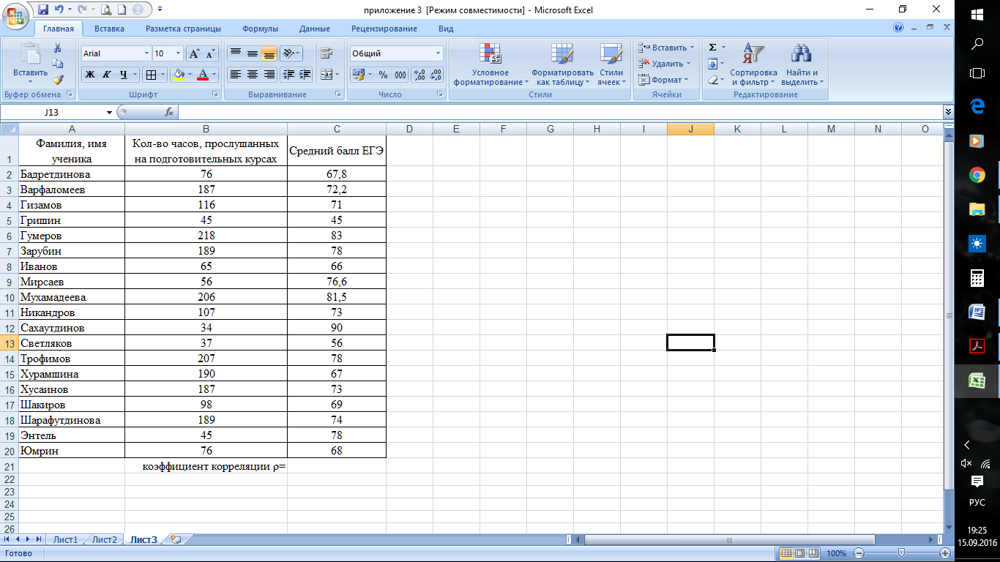 приложение 3 [Режим совместимости] - Microsoft Excel
Главная Вставка Разметка страницы Формулы Данные Рецензирование Вид
Вставить
Буфер обмена
Arial 10
Ж К Ч
А
Шрифт
Выравнивание
Общий
% 000
Число
Условное форматирование
Форматировать как таблицу
Стили ячеек
Стили
Вставить
Удалить
Формат
Ячейки
Σ
Сортировка и фильтр
Найти и выделить
Редактирование
J13 fx
A B C D E F G H I J K L M N O
1 Фамилия, имя ученика Кол-во часов, прослушанных на подготовительных курсах Средний балл ЕГЭ
2 Бадретдинова 76 67,8
3 Варфаломеев 187 72,2
4 Гизамов 116 71
5 Гришин 45 45
6 Гумеров 218 83
7 Зарубин 189 78
8 Иванов 65 66
9 Мирсаев 56 76,6
10 Мухамадеева 206 81,5
11 Никандров 107 73
12 Сахаутдинов 34 90
13 Светляков 37 56
14 Трофимов 207 78
15 Хурамшина 190 67
16 Хусаинов 187 73
17 Шакиров 98 69
18 Шарафутдинова 189 74
19 Энтель 45 78
20 Юмрин 76 68
21 коэффициент корреляции ρ=
22
23
24
25
26
Лист1 Лист2 Лист3
Готово 100%
РУС
19:25
15.09.2016